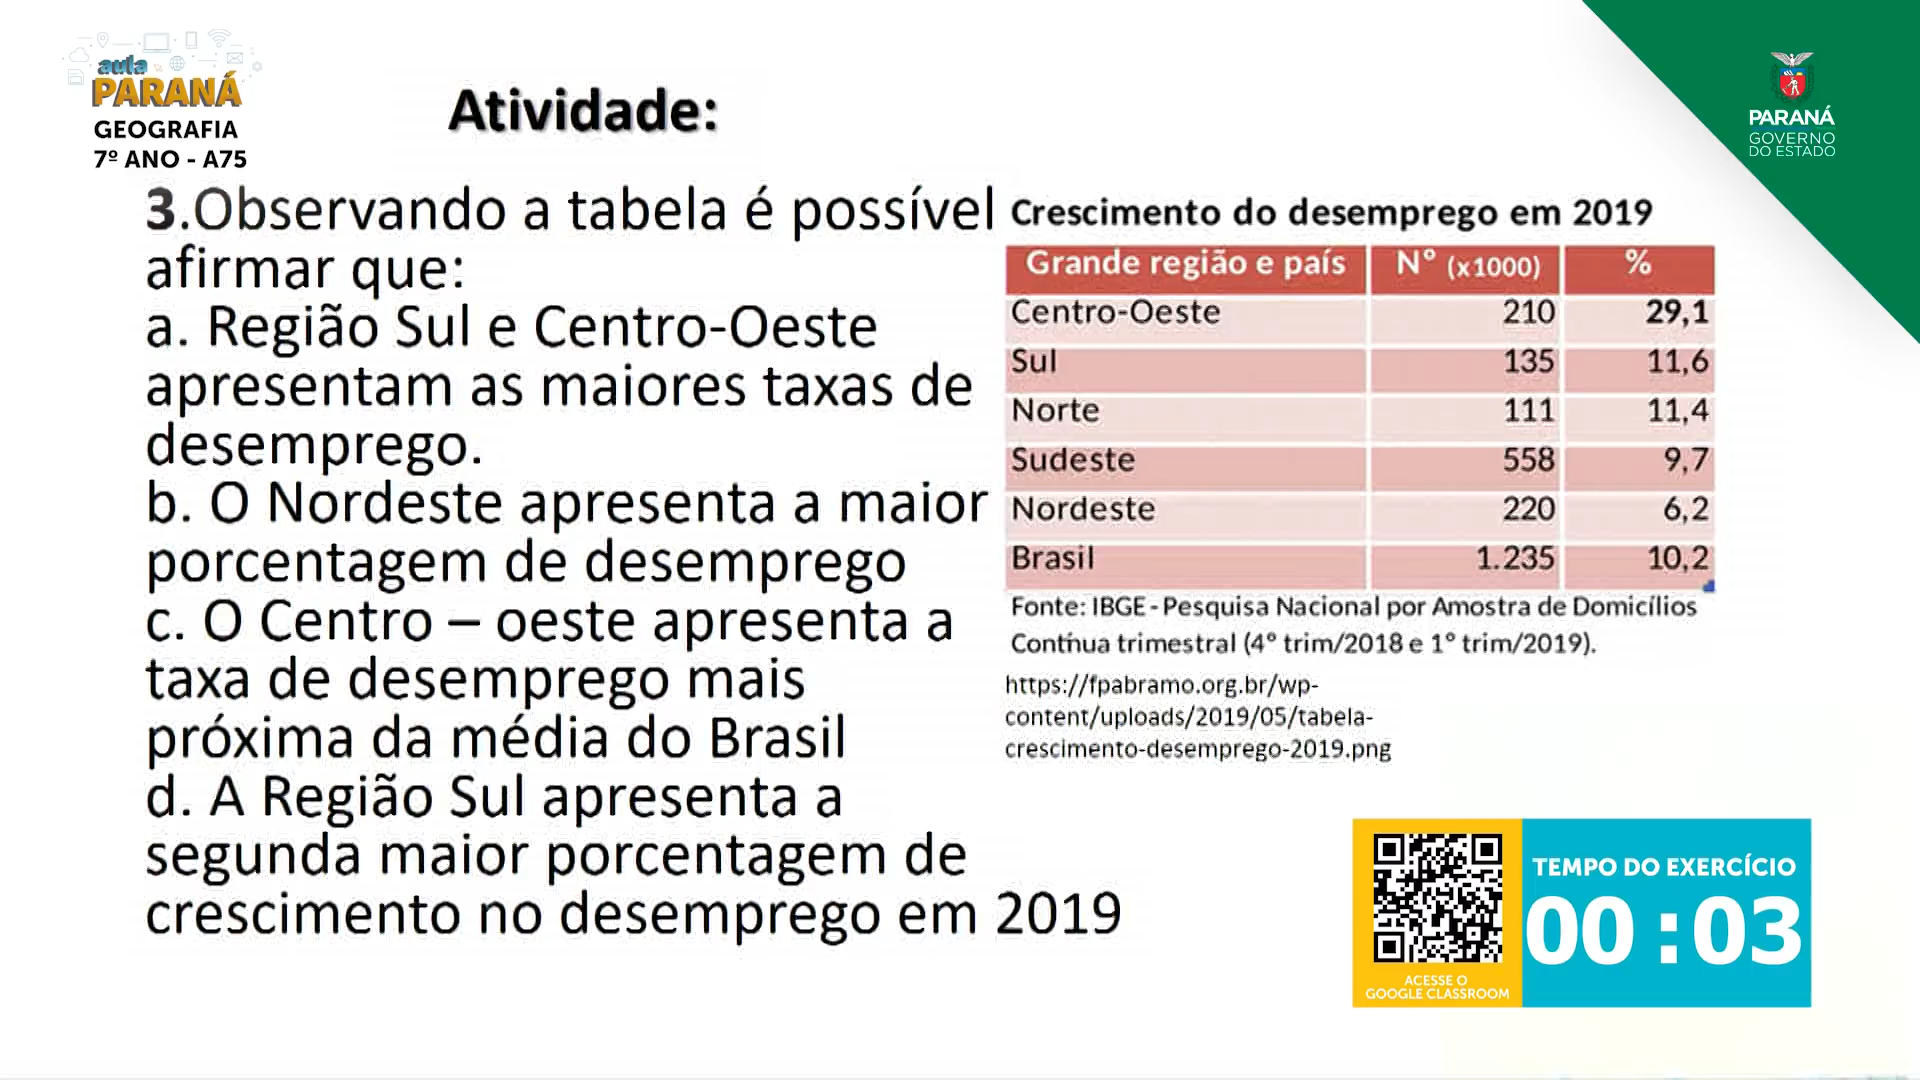 aula
PARANÁ
GEOGRAFIA
7º ANO - A75
Atividade:
PARANÁ
GOVERNO
DO ESTADO
3.Observando a tabela é possível
afirmar que:
a. Região Sul e Centro-Oeste
apresentam as maiores taxas de
desemprego.
b. O Nordeste apresenta a maior
porcentagem de desemprego
c. O Centro – oeste apresenta a
taxa de desemprego mais
próxima da média do Brasil
d. A Região Sul apresenta a
segunda maior porcentagem de
crescimento no desemprego em 2019
Crescimento do desemprego em 2019
Grande região e país Nº (x1000) %
Centro-Oeste 210 29,1
Sul 135 11,6
Norte 111 11,4
Sudeste 558 9,7
Nordeste 220 6,2
Brasil 1.235 10,2
Fonte: IBGE - Pesquisa Nacional por Amostra de Domicílios
Contínua trimestral (4º trim/2018 e 1º trim/2019).
https://fpabramo.org.br/wp-
content/uploads/2019/05/tabela-
crescimento-desemprego-2019.png
TEMPO DO EXERCÍCIO
00:03
ACESSE O
GOOGLE CLASSROOM